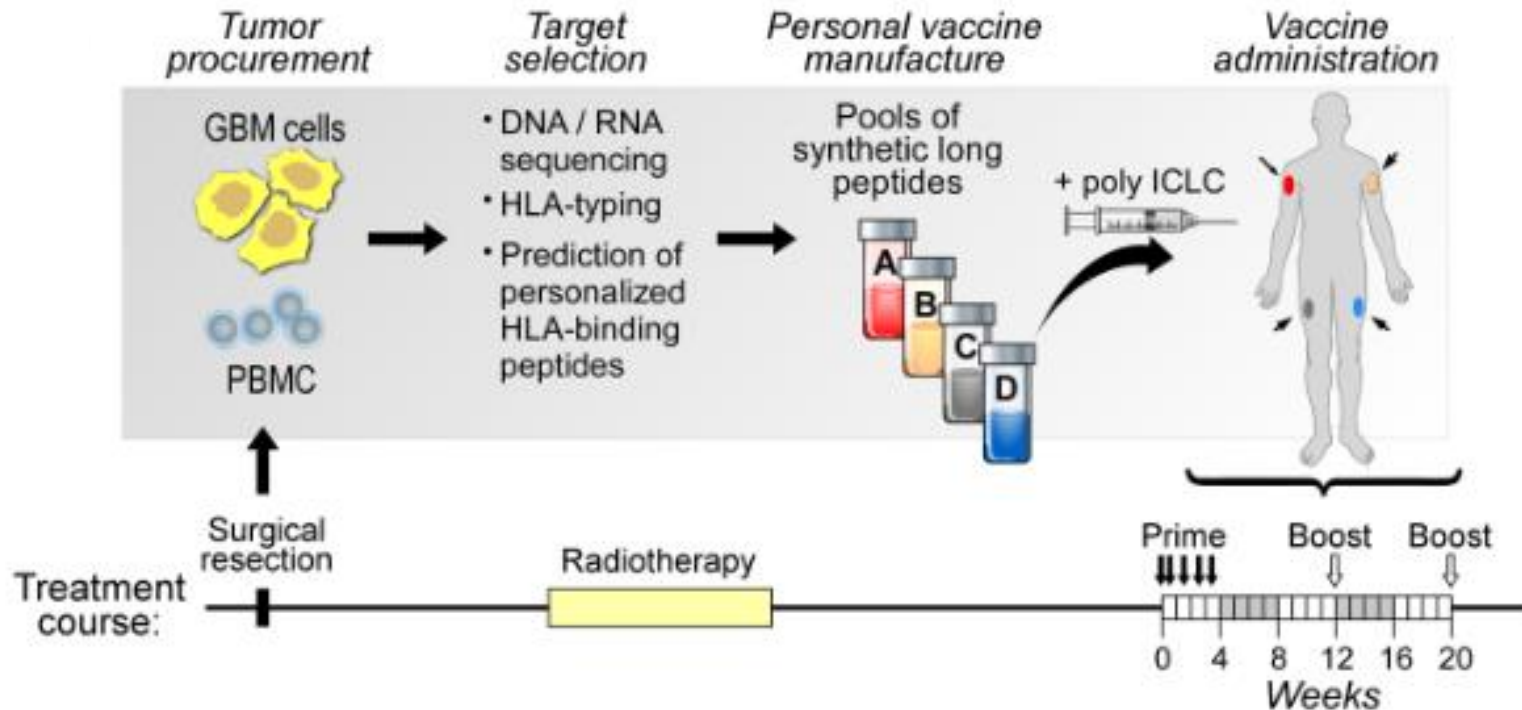 Tumor
procurement
Target
selection
Personal vaccine
manufacture
Vaccine
administration
GBM cells
PBMC
• DNA / RNA
sequencing
• HLA-typing
• Prediction of
personalized
HLA-binding
peptides
Pools of
synthetic long
peptides
A
B
C
D
+ poly ICLC
Surgical
resection
Radiotherapy
Prime
Boost
Boost
Treatment
course:
0 4 8 12 16 20
Weeks